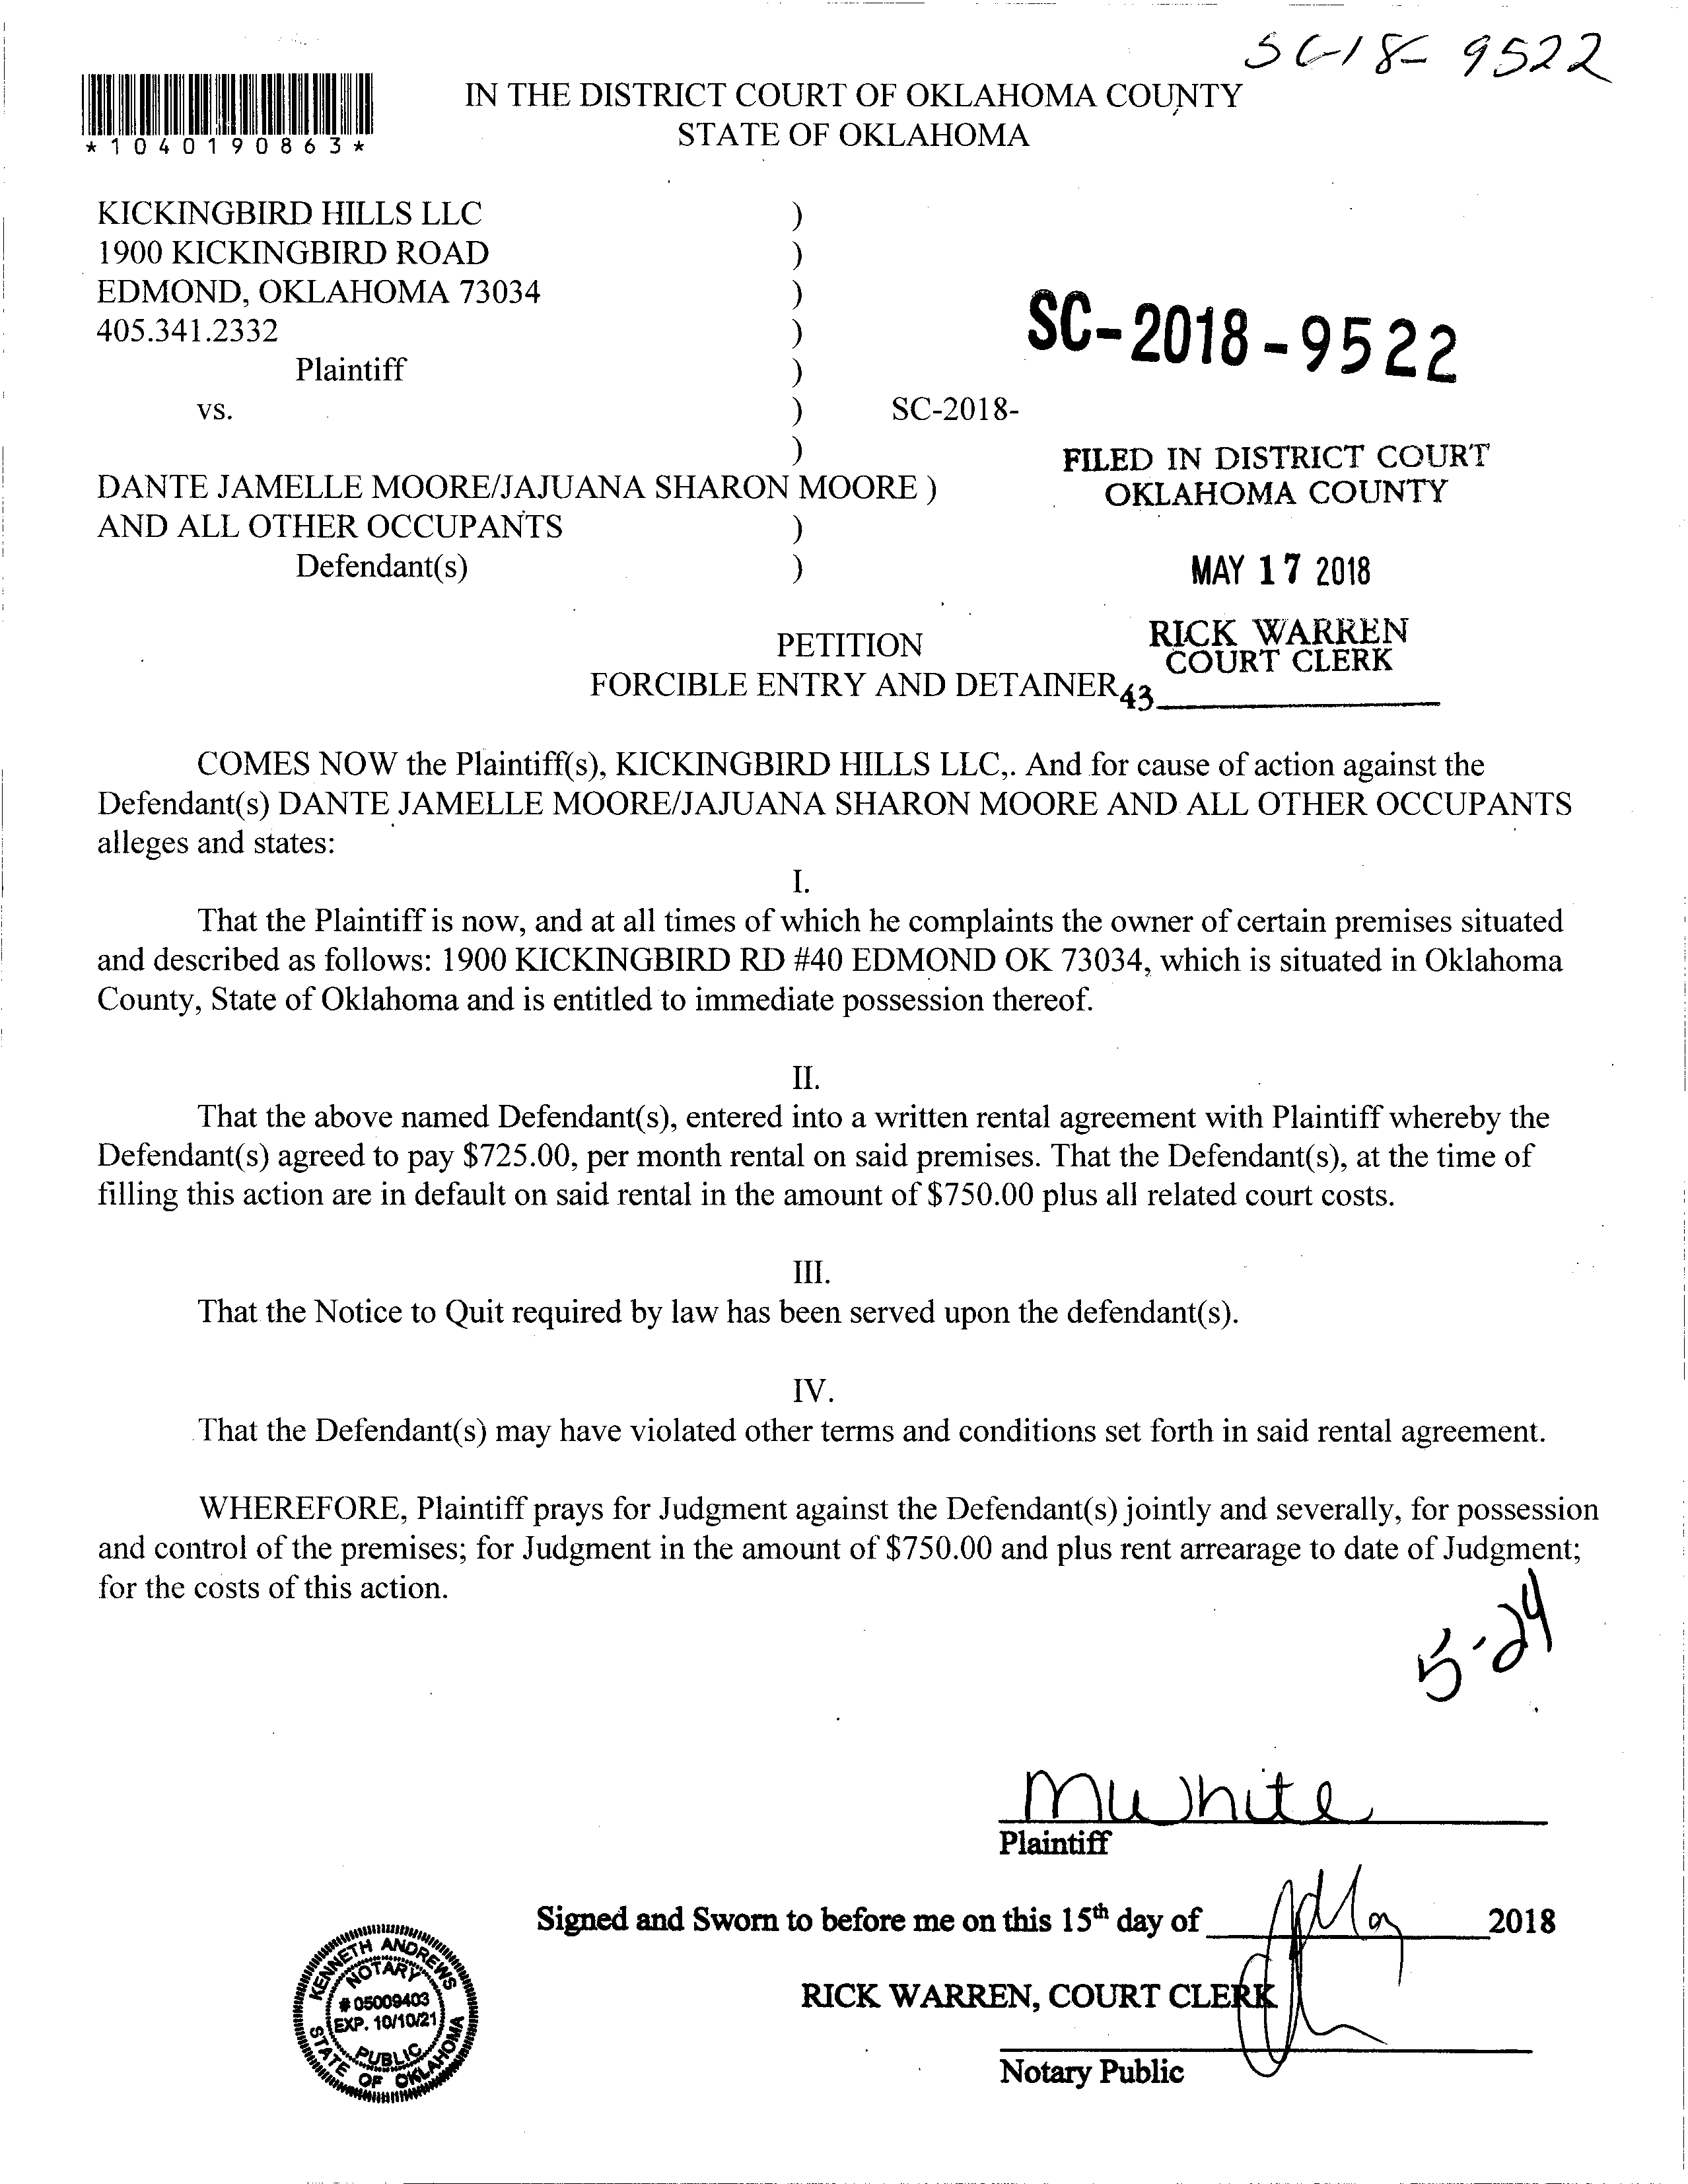 SC-18-9522
*1040190863*
IN THE DISTRICT COURT OF OKLAHOMA COUNTY
STATE OF OKLAHOMA
KICKINGBIRD HILLS LLC )
1900 KICKINGBIRD ROAD )
EDMOND, OKLAHOMA 73034 )
405.341.2332 )
SC-2018-9522
Plaintiff )
vs. ) SC-2018-
)
FILED IN DISTRICT COURT
OKLAHOMA COUNTY
DANTE JAMELLE MOORE/JAJUANA SHARON MOORE )
AND ALL OTHER OCCUPANTS )
Defendant(s) )
MAY 17 2018
RICK WARREN
COURT CLERK
43
PETITION
FORCIBLE ENTRY AND DETAINER
COMES NOW the Plaintiff(s), KICKINGBIRD HILLS LLC,. And for cause of action against the
Defendant(s) DANTE JAMELLE MOORE/JAJUANA SHARON MOORE AND ALL OTHER OCCUPANTS
alleges and states:
I.
That the Plaintiff is now, and at all times of which he complaints the owner of certain premises situated
and described as follows: 1900 KICKINGBIRD RD #40 EDMOND OK 73034, which is situated in Oklahoma
County, State of Oklahoma and is entitled to immediate possession thereof.
II.
That the above named Defendant(s), entered into a written rental agreement with Plaintiff whereby the
Defendant(s) agreed to pay $725.00, per month rental on said premises. That the Defendant(s), at the time of
filling this action are in default on said rental in the amount of $750.00 plus all related court costs.
III.
That the Notice to Quit required by law has been served upon the defendant(s).
IV.
That the Defendant(s) may have violated other terms and conditions set forth in said rental agreement.
WHEREFORE, Plaintiff prays for Judgment against the Defendant(s) jointly and severally, for possession
and control of the premises; for Judgment in the amount of $750.00 and plus rent arrearage to date of Judgment;
for the costs of this action.
5-24
MWhite
Plaintiff
Signed and Sworn to before me on this 15th day of May 2018
RICK WARREN, COURT CLERK
Notary Public
KENNETH ANDREWS
NOTARY
# 05009403
EXP. 10/10/21
PUBLIC
STATE OF OKLAHOMA